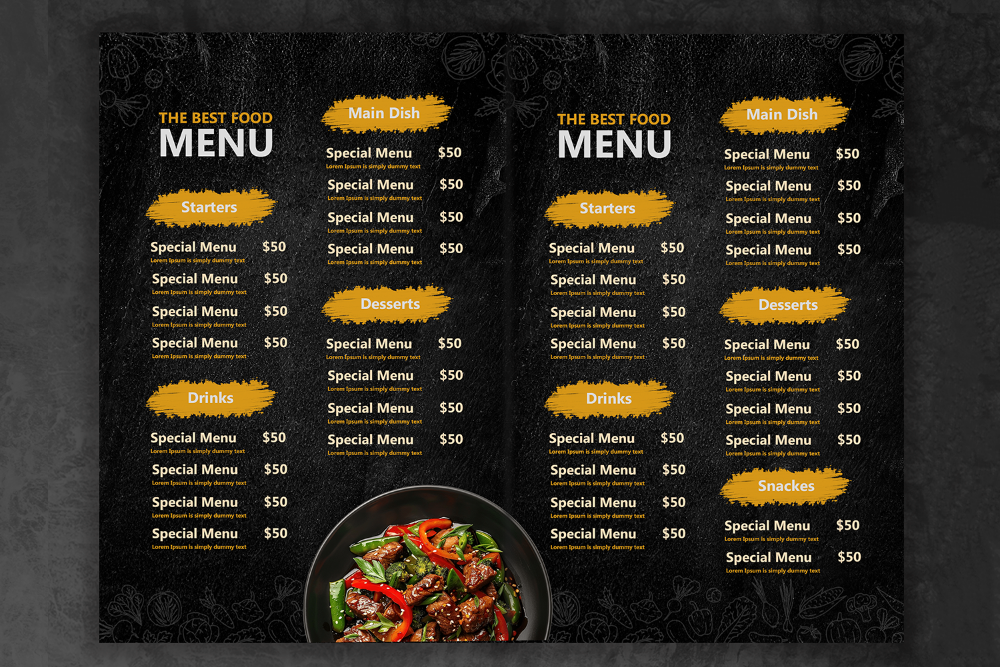 THE BEST FOOD
MENU
Starters
Special Menu $50
Lorem Ipsum is simply dummy text
Special Menu $50
Lorem Ipsum is simply dummy text
Special Menu $50
Lorem Ipsum is simply dummy text
Special Menu $50
Lorem Ipsum is simply dummy text
Drinks
Special Menu $50
Lorem Ipsum is simply dummy text
Special Menu $50
Lorem Ipsum is simply dummy text
Special Menu $50
Lorem Ipsum is simply dummy text
Special Menu $50
Lorem Ipsum is simply dummy text
Main Dish
Special Menu $50
Lorem Ipsum is simply dummy text
Special Menu $50
Lorem Ipsum is simply dummy text
Special Menu $50
Lorem Ipsum is simply dummy text
Special Menu $50
Lorem Ipsum is simply dummy text
Desserts
Special Menu $50
Lorem Ipsum is simply dummy text
Special Menu $50
Lorem Ipsum is simply dummy text
Special Menu $50
Lorem Ipsum is simply dummy text
Special Menu $50
Lorem Ipsum is simply dummy text
THE BEST FOOD
MENU
Starters
Special Menu $50
Lorem Ipsum is simply dummy text
Special Menu $50
Lorem Ipsum is simply dummy text
Special Menu $50
Lorem Ipsum is simply dummy text
Special Menu $50
Lorem Ipsum is simply dummy text
Drinks
Special Menu $50
Lorem Ipsum is simply dummy text
Special Menu $50
Lorem Ipsum is simply dummy text
Special Menu $50
Lorem Ipsum is simply dummy text
Special Menu $50
Lorem Ipsum is simply dummy text
Main Dish
Special Menu $50
Lorem Ipsum is simply dummy text
Special Menu $50
Lorem Ipsum is simply dummy text
Special Menu $50
Lorem Ipsum is simply dummy text
Special Menu $50
Lorem Ipsum is simply dummy text
Desserts
Special Menu $50
Lorem Ipsum is simply dummy text
Special Menu $50
Lorem Ipsum is simply dummy text
Special Menu $50
Lorem Ipsum is simply dummy text
Special Menu $50
Lorem Ipsum is simply dummy text
Snackes
Special Menu $50
Lorem Ipsum is simply dummy text
Special Menu $50
Lorem Ipsum is simply dummy text